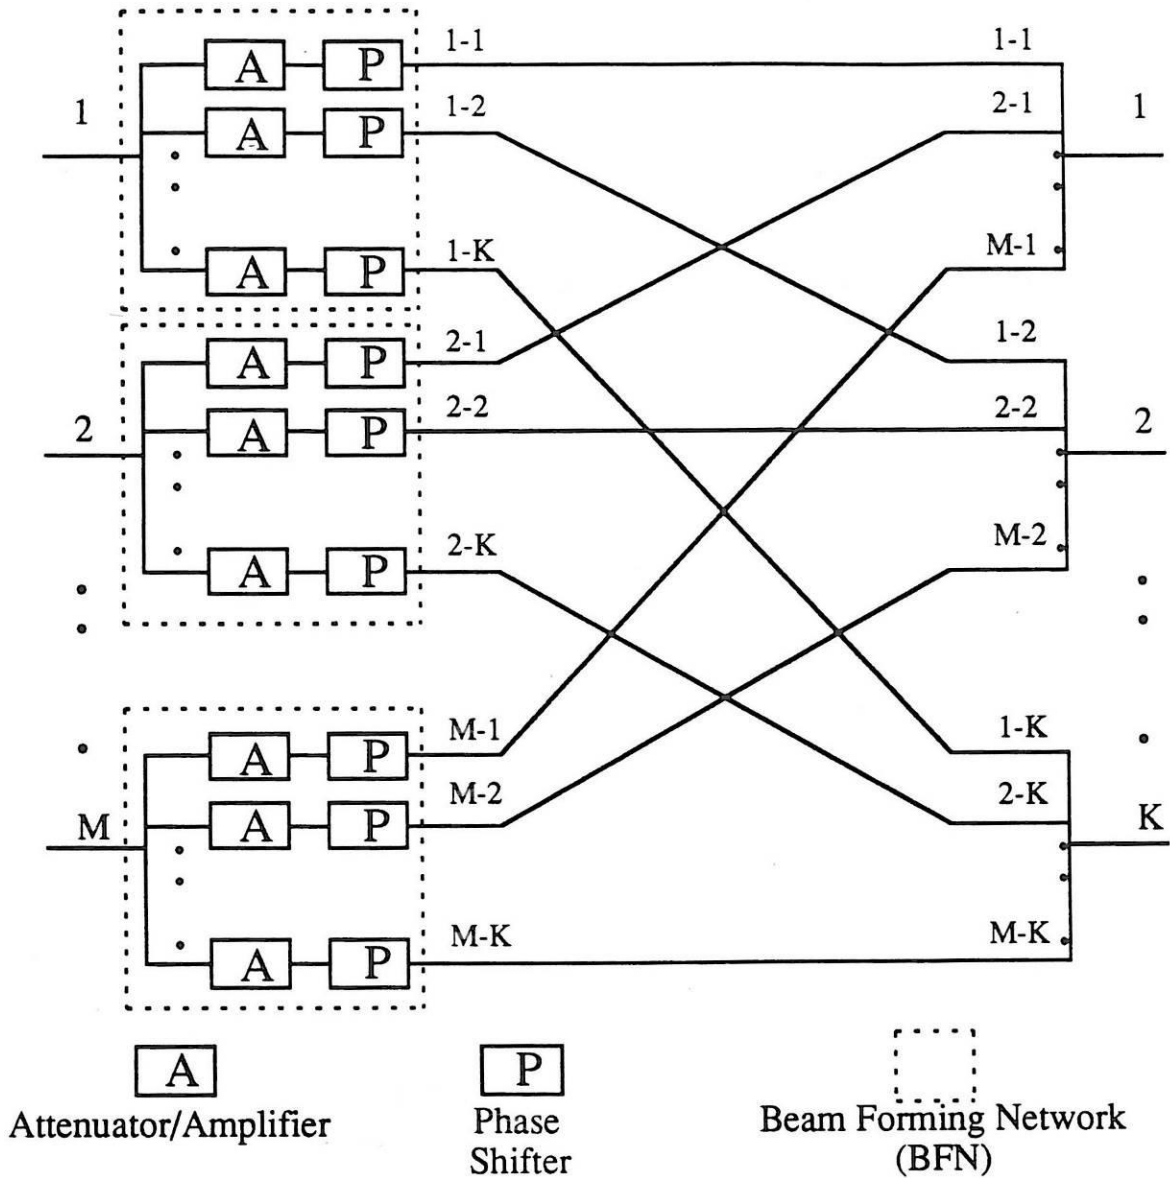 1-1
1-1
A
P
1-2
2-1
1
1
A
P
1-K
M-1
A
P
2-1
1-2
A
P
2-2
2-2
2
2
A
P
2-K
M-2
A
P
M-1
1-K
A
P
M-2
2-K
M
K
A
P
M-K
M-K
A
P
A
P
Attenuator/Amplifier
Phase
Shifter
Beam Forming Network
(BFN)